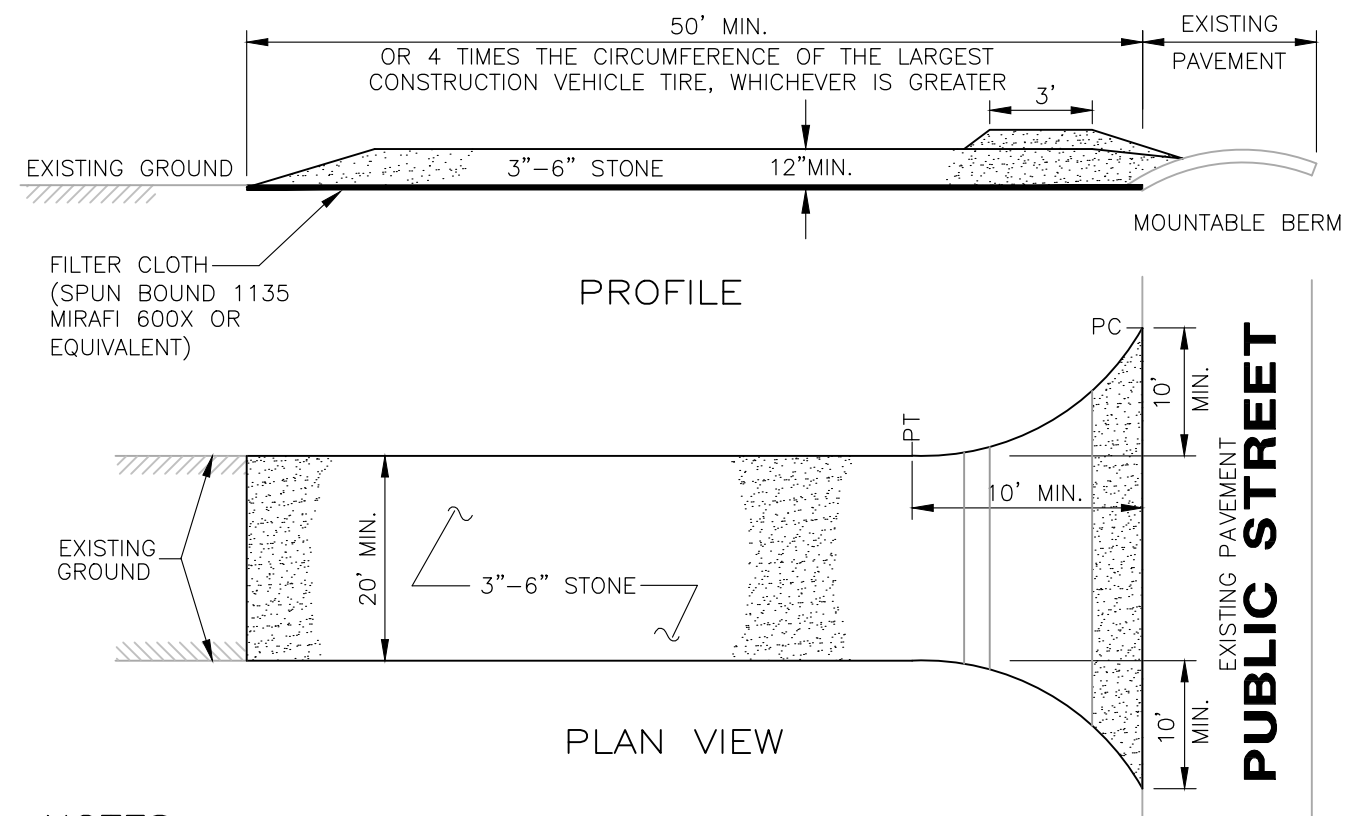 50' MIN.
EXISTING
PAVEMENT
OR 4 TIMES THE CIRCUMFERENCE OF THE LARGEST
CONSTRUCTION VEHICLE TIRE, WHICHEVER IS GREATER
3'
EXISTING GROUND
3"-6" STONE
12"MIN.
MOUNTABLE BERM
FILTER CLOTH
(SPUN BOUND 1135
MIRAFI 600X OR
EQUIVALENT)
PROFILE
PC
10'
MIN.
PT
10' MIN.
EXISTING
GROUND
20' MIN.
3"-6" STONE
EXISTING PAVEMENT
PUBLIC STREET
10'
MIN.
PLAN VIEW